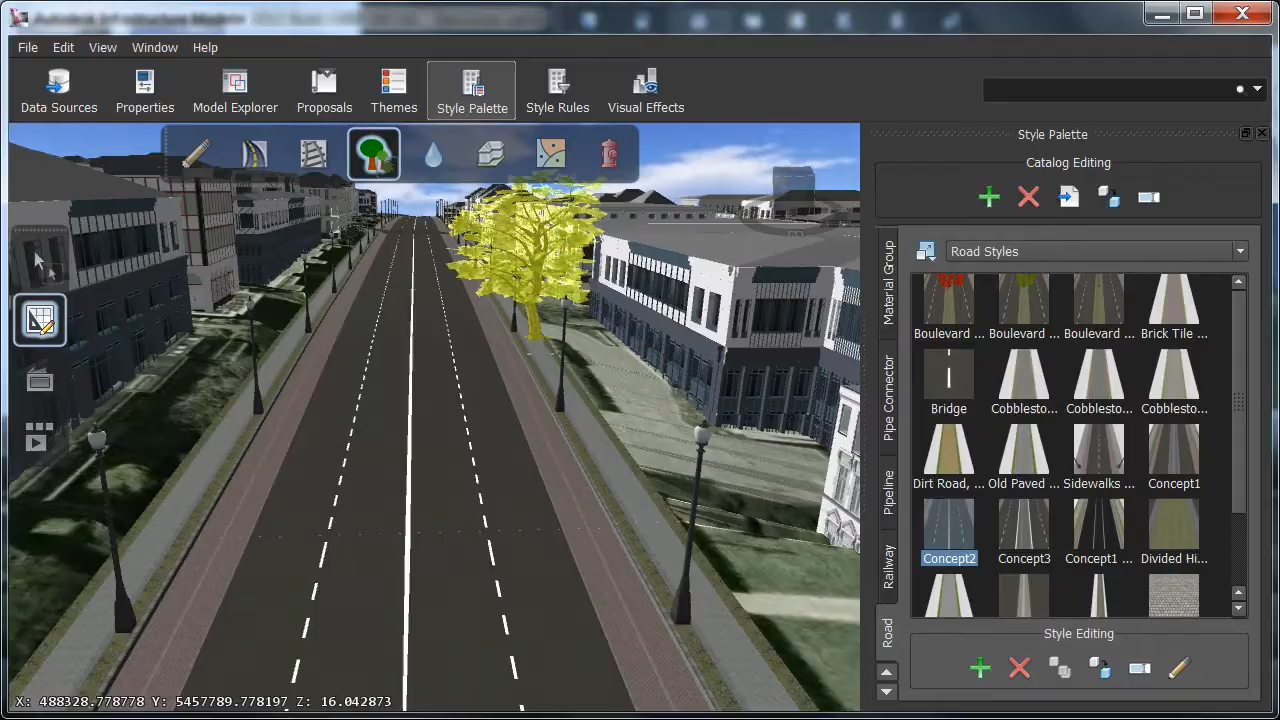 File Edit View Window Help
Data Sources Properties Model Explorer Proposals Themes Style Palette Style Rules Visual Effects
Style Palette
Catalog Editing
Material Group
Pipe Connector
Pipeline
Railway
Road
Road Styles
Boulevard ... Boulevard ... Boulevard ... Brick Tile ...
Bridge Cobblesto... Cobblesto... Cobblesto...
Dirt Road, ... Old Paved ... Sidewalks ... Concept1
Concept2 Concept3 Concept1 ... Divided Hi...
Style Editing
X: 488328.778778 Y: 5457789.778197 Z: 16.042873